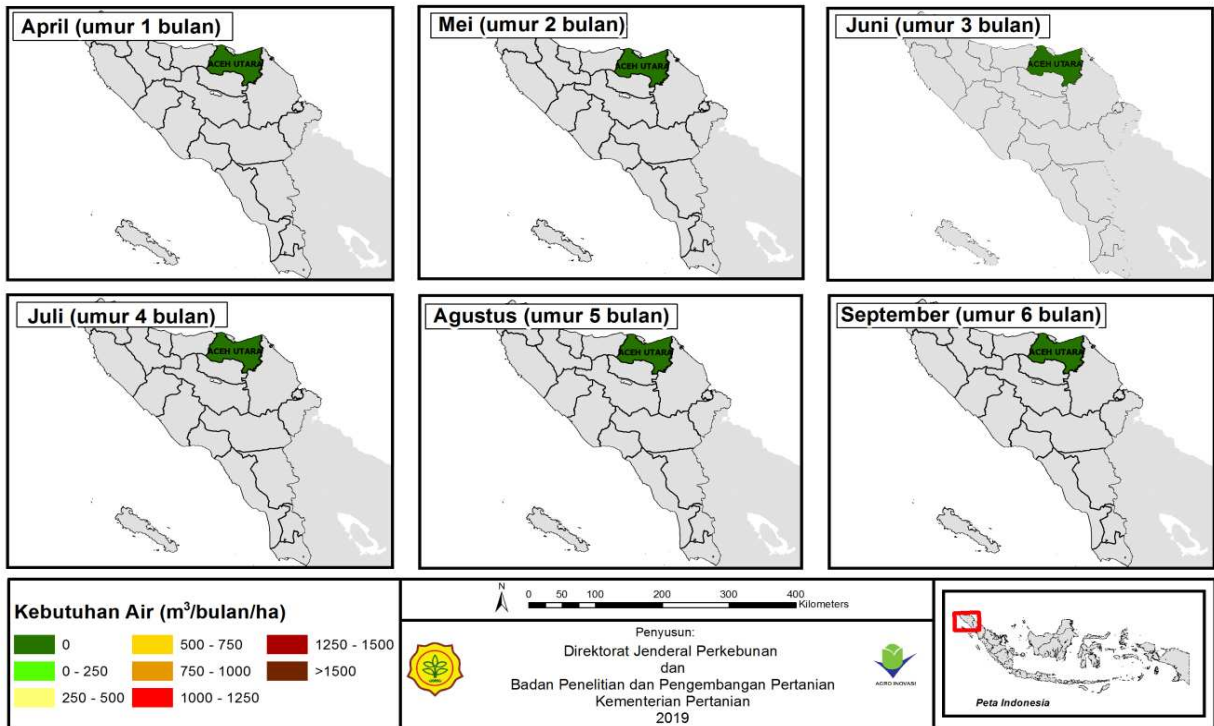 April (umur 1 bulan)
ACEH UTARA
Mei (umur 2 bulan)
ACEH UTARA
Juni (umur 3 bulan)
ACEH UTARA
Juli (umur 4 bulan)
ACEH UTARA
Agustus (umur 5 bulan)
ACEH UTARA
September (umur 6 bulan)
ACEH UTARA
Kebutuhan Air (m³/bulan/ha)
0
0 - 250
250 - 500
500 - 750
750 - 1000
1000 - 1250
1250 - 1500
>1500
N
0 50 100 200 300 400
Kilometers
Penyusun:
Direktorat Jenderal Perkebunan
dan
Badan Penelitian dan Pengembangan Pertanian
Kementerian Pertanian
2019
AGRO INOVASI
Peta Indonesia